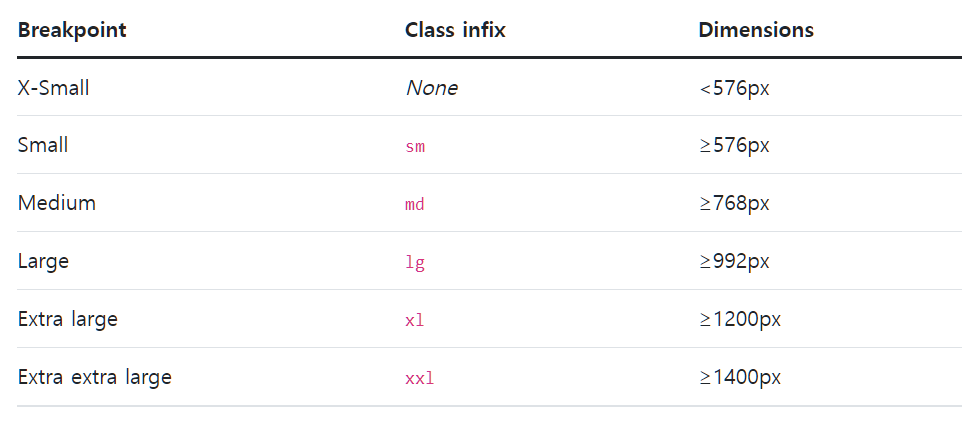 Breakpoint Class infix Dimensions
X-Small None <576px
Small sm ≥576px
Medium md ≥768px
Large lg ≥992px
Extra large xl ≥1200px
Extra extra large xxl ≥1400px